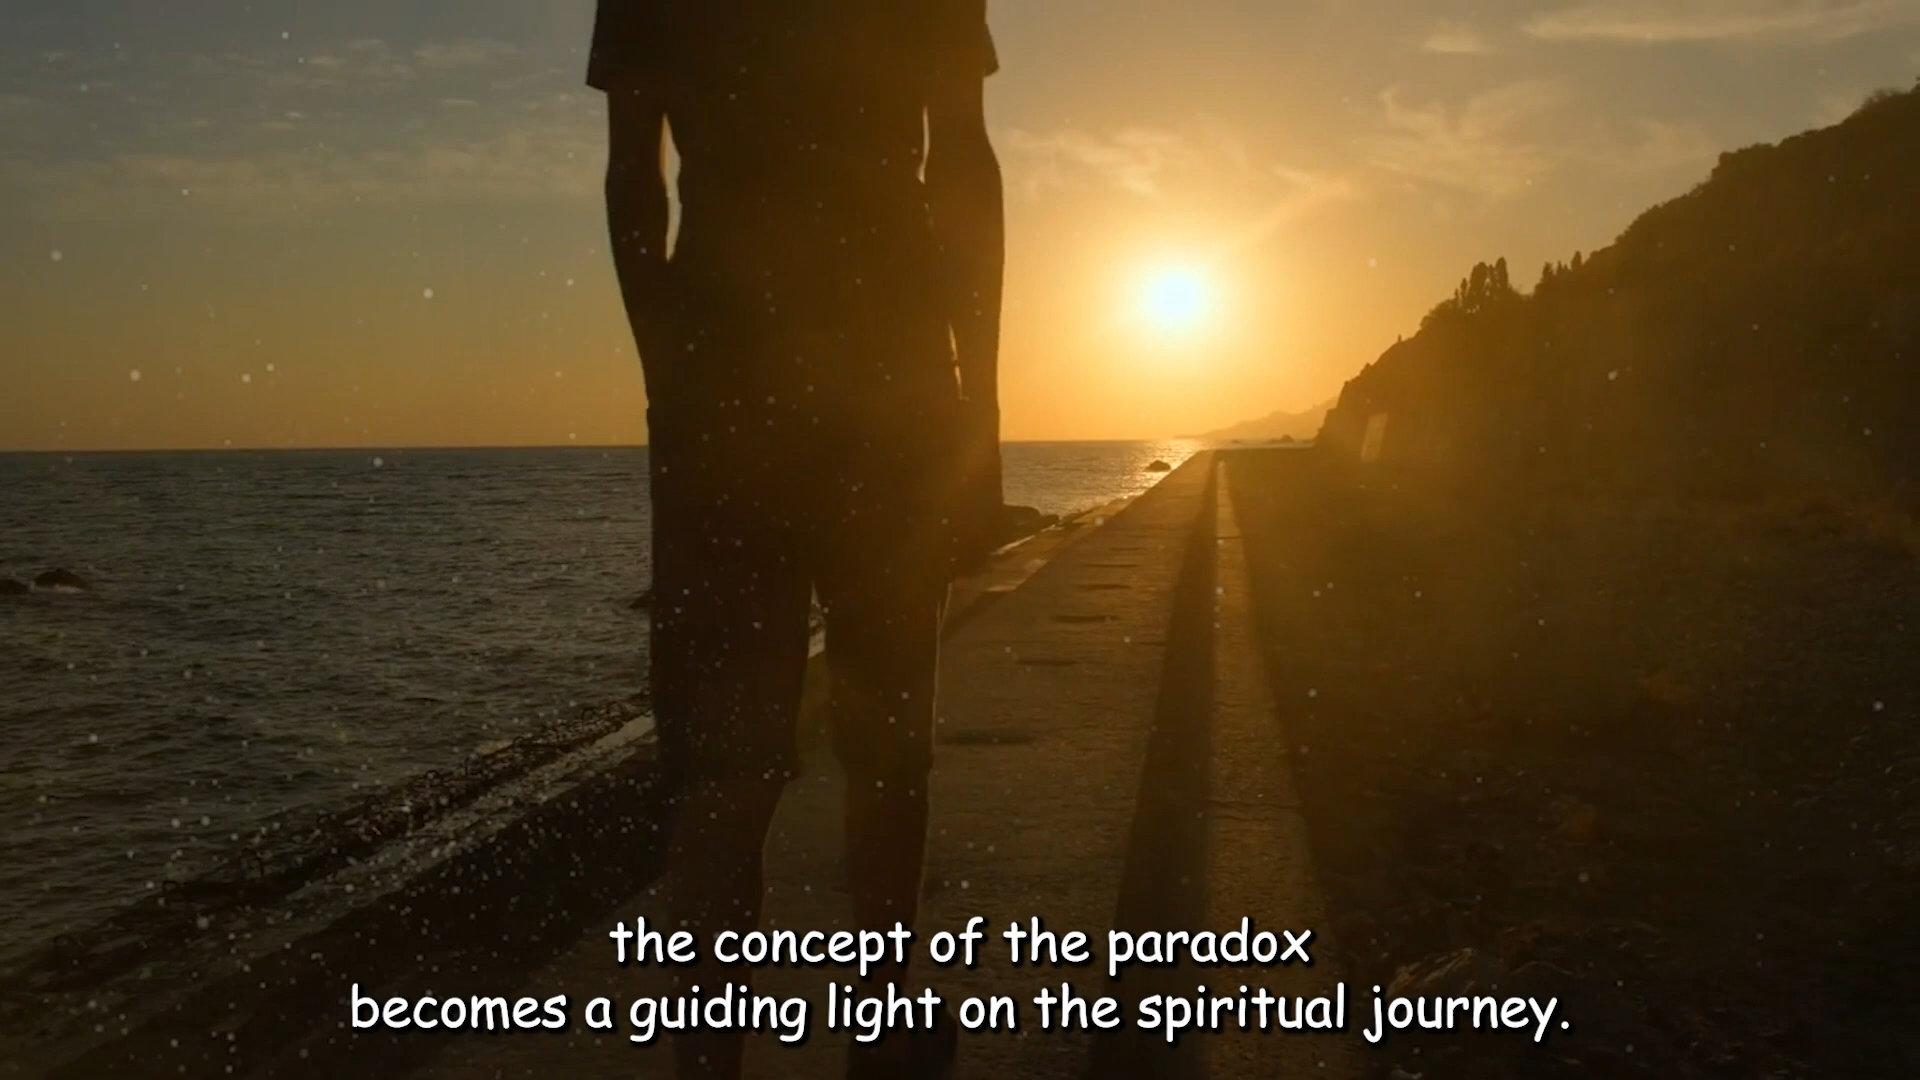 the concept of the paradox
becomes a guiding light on the spiritual journey.